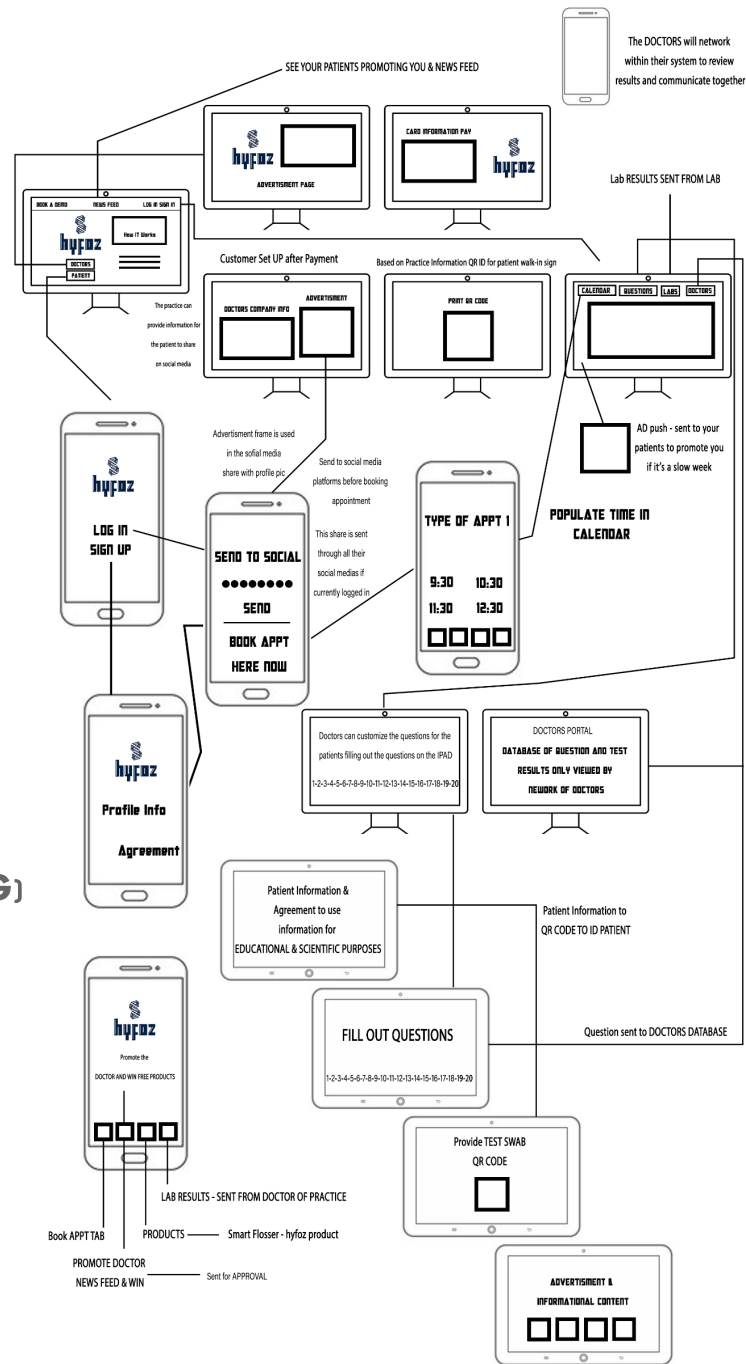 The DOCTORS will network
within their system to review
results and communicate together
SEE YOUR PATIENTS PROMOTING YOU & NEWS FEED
hyfoz
ADVERTISMENT PAGE
CARD INFORMATION PAY
hyfoz
Lab RESULTS SENT FROM LAB
BOOK A DEMO
NEWS FEED
LOG IN SIGN IN
hyfoz
How IT Works
DOCTORS
PATIENT
Customer Set UP after Payment
Based on Practice Information QR ID for patient walk-in sign
The practice can
provide information for
the patient to share
on social media
DOCTORS COMPANY INFO
ADVERTISMENT
PRINT QR CODE
CALENDAR
QUESTIONS
LABS
DOCTORS
AD push - sent to your
patients to promote you
if it's a slow week
Advertisment frame is used
in the sofial media
share with profile pic
Send to social media
platforms before booking
appointment
This share is sent
through all their
social medias if
currently logged in
hyfoz
LOG IN
SIGN UP
SEND TO SOCIAL
SEND
BOOK APPT
HERE NOW
TYPE OF APPT 1
9:30 10:30
11:30 12:30
POPULATE TIME IN
CALENDAR
hyfoz
Profile Info
Agreement
Doctors can customize the questions for the
patients filling out the questions on the IPAD
1-2-3-4-5-6-7-8-9-10-11-12-13-14-15-16-17-18-19-20
DOCTORS PORTAL
DATABASE OF QUESTION AND TEST
RESULTS ONLY VIEWED BY
NEWORK OF DOCTORS
G)
Patient Information &
Agreement to use
information for
EDUCATIONAL & SCIENTIFIC PURPOSES
Patient Information to
QR CODE TO ID PATIENT
FILL OUT QUESTIONS
1-2-3-4-5-6-7-8-9-10-11-12-13-14-15-16-17-18-19-20
Question sent to DOCTORS DATABASE
hyfoz
Promote the
DOCTOR AND WIN FREE PRODUCTS
Provide TEST SWAB
QR CODE
LAB RESULTS - SENT FROM DOCTOR OF PRACTICE
Book APPT TAB
PRODUCTS
Smart Flosser - hyfoz product
PROMOTE DOCTOR
NEWS FEED & WIN
Sent for APPROVAL
ADVERTISMENT &
INFORMATIONAL CONTENT